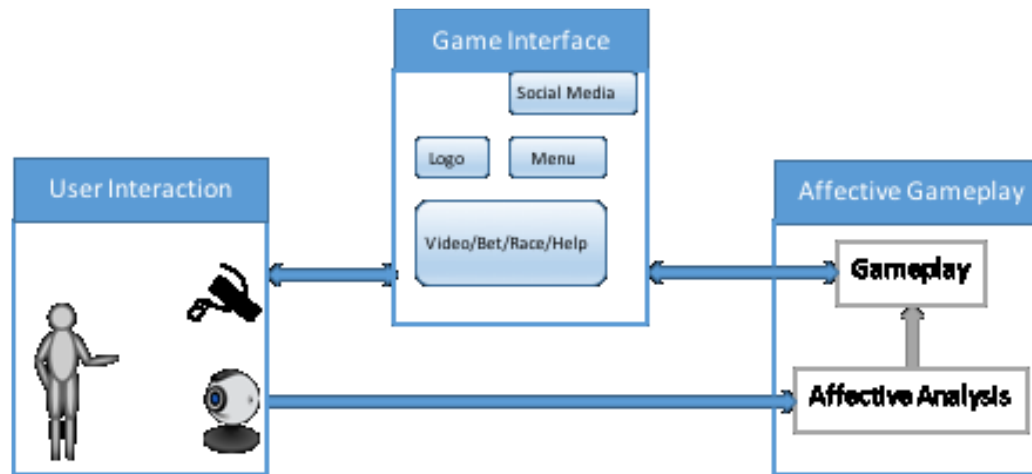 Game Interface
Social Media
Logo
Menu
Video/Bet/Race/Help
User Interaction
Affective Gameplay
Gameplay
Affective Analysis